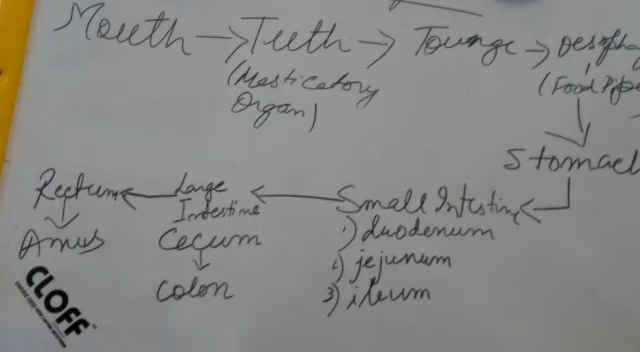 Mouth → Teeth → Tounge → Oesopha
(Masticatory
Organ)
(Food Pipe
Stomach
Small Intestine
1) duodenum
2) jejunum
3) ileum
Large
Intestine
Cecum
Colon
Rectum
Anus
CLOFF